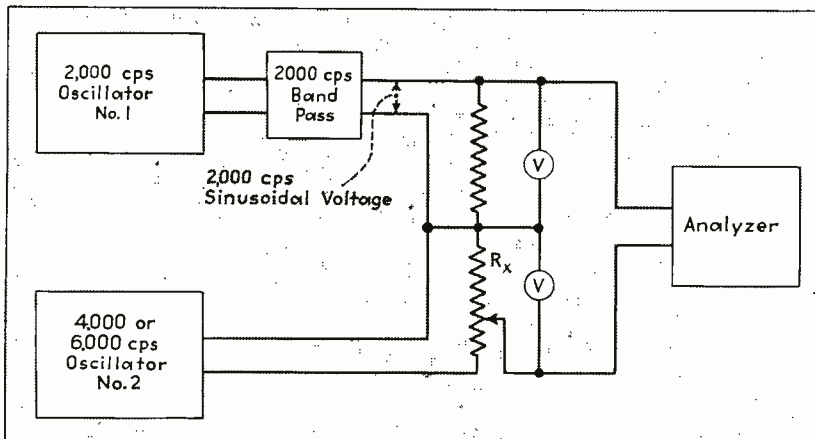 2,000 cps
Oscillator
No.1
2000 cps
Band
Pass
2,000 cps
Sinusoidal Voltage
V
Analyzer
Rx
V
4,000 or
6,000 cps
Oscillator
No.2